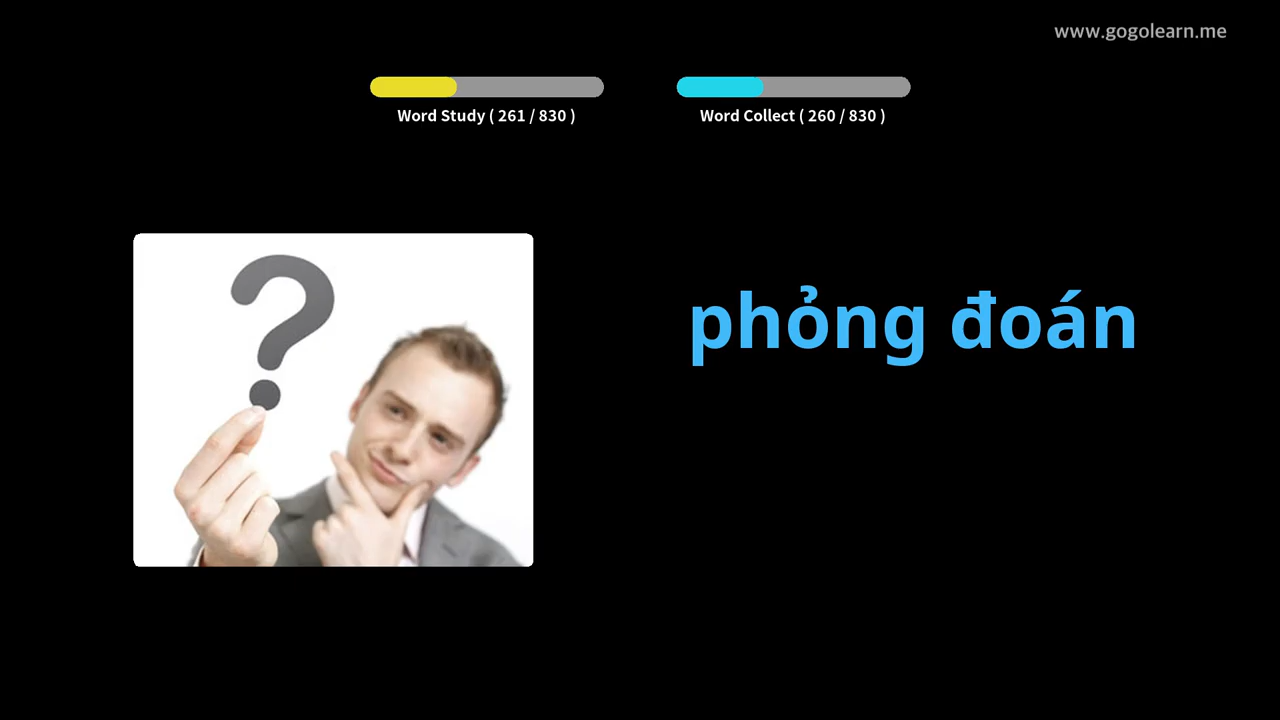 www.gogolearn.me
Word Study ( 261 / 830 )
Word Collect ( 260 / 830 )
?
phỏng đoán